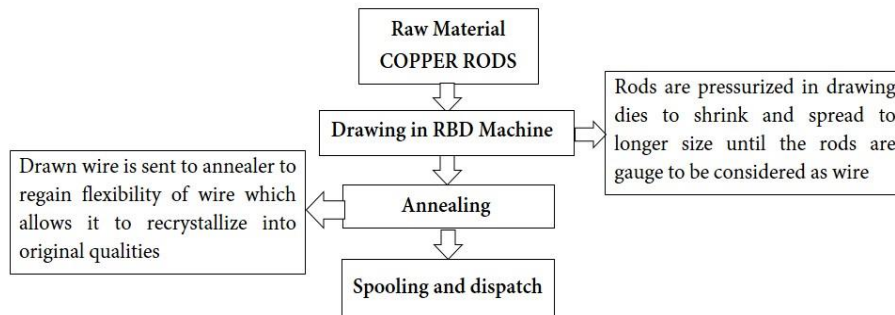 Raw Material
COPPER RODS
Drawing in RBD Machine
Rods are pressurized in drawing
dies to shrink and spread to
longer size until the rods are
gauge to be considered as wire
Drawn wire is sent to annealer to
regain flexibility of wire which
allows it to recrystallize into
original qualities
Annealing
Spooling and dispatch